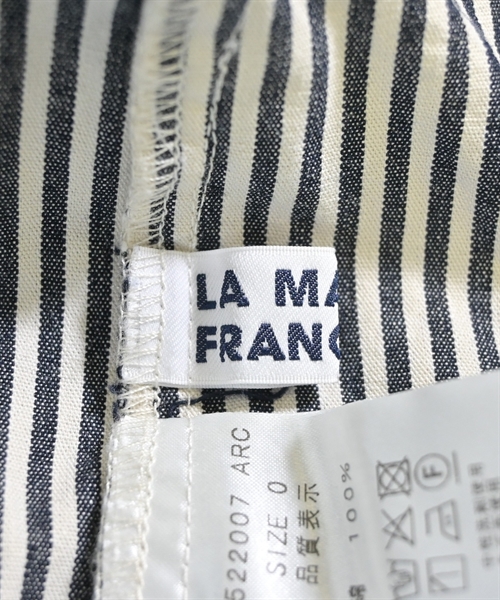 LA MA
FRANC
522007 ARC
SIZE 0
品質表示
100%
F